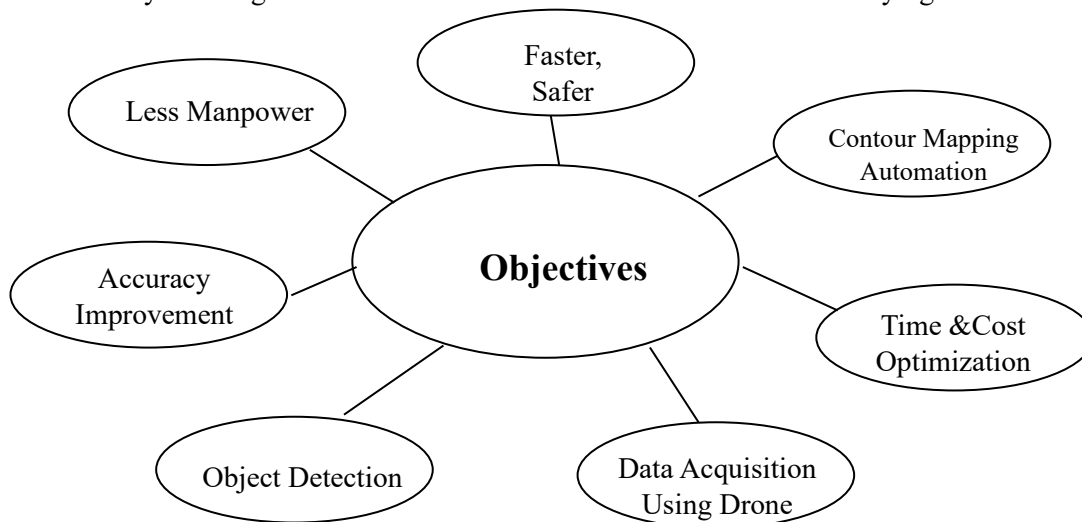 Faster,
Safer
Less Manpower
Contour Mapping
Automation
Objectives
Accuracy
Improvement
Time &Cost
Optimization
Object Detection
Data Acquisition
Using Drone